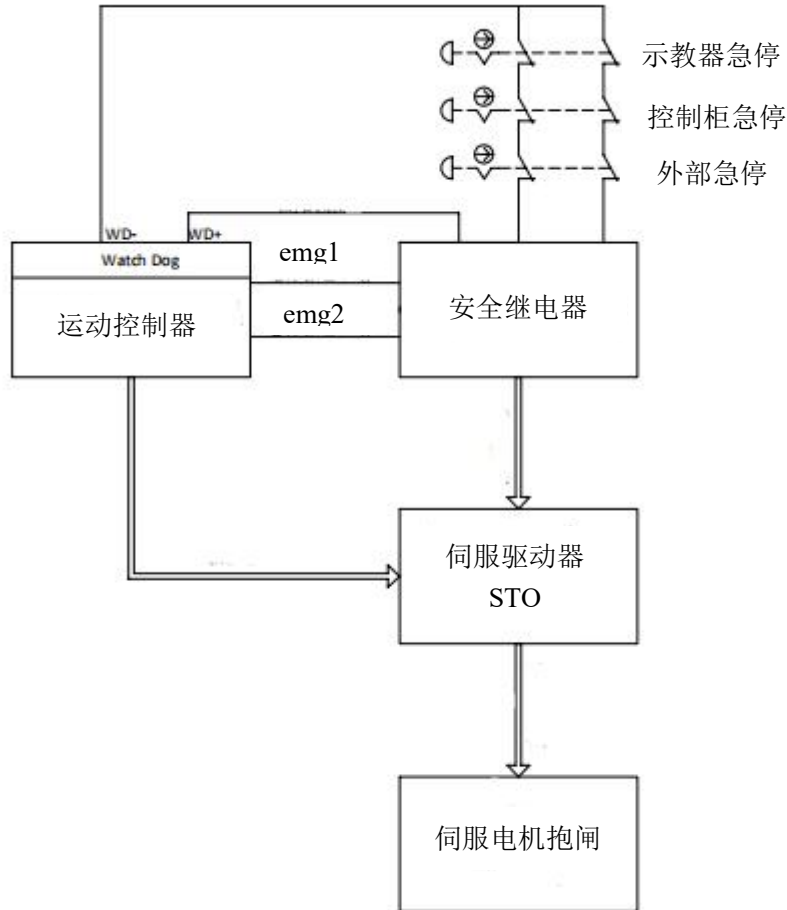 示教器急停
控制柜急停
外部急停
WD-
WD+
Watch Dog
emg1
emg2
运动控制器
安全继电器
伺服驱动器
STO
伺服电机抱闸